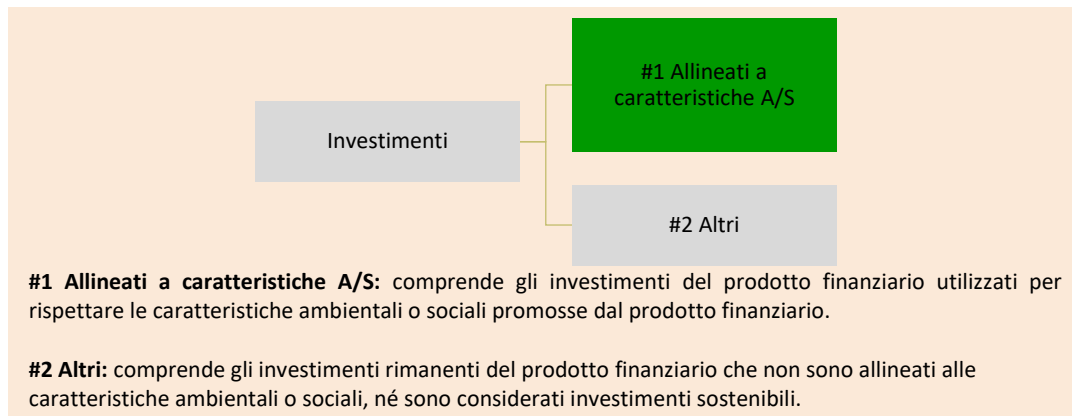 #1 Allineati a
caratteristiche A/S
Investimenti
#2 Altri
#1 Allineati a caratteristiche A/S: comprende gli investimenti del prodotto finanziario utilizzati per
rispettare le caratteristiche ambientali o sociali promosse dal prodotto finanziario.
#2 Altri: comprende gli investimenti rimanenti del prodotto finanziario che non sono allineati alle
caratteristiche ambientali o sociali, né sono considerati investimenti sostenibili.